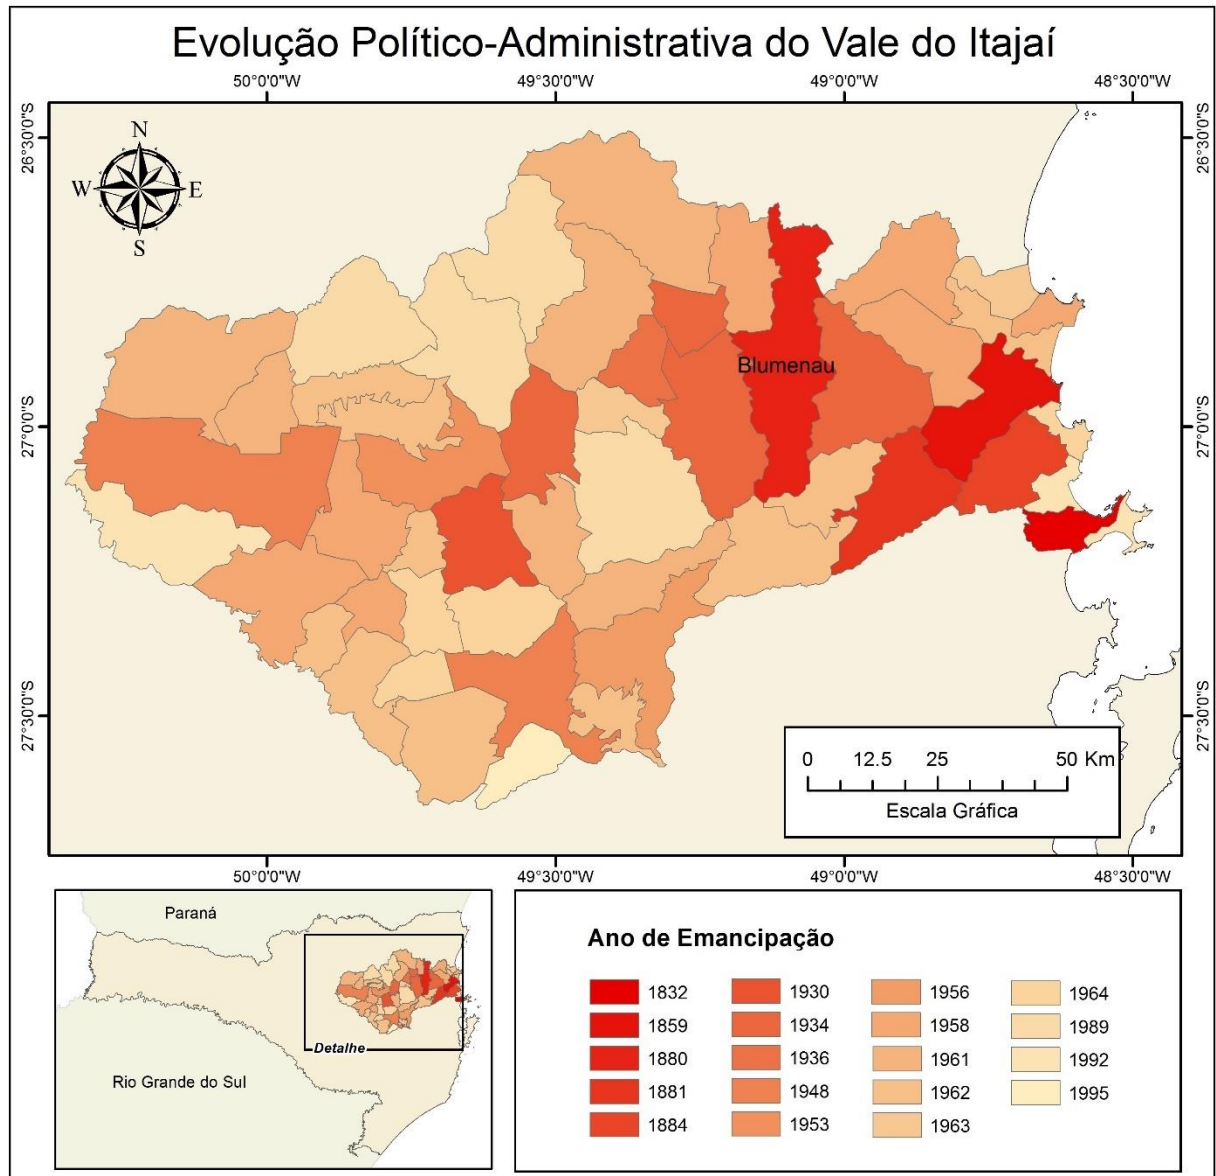 Evolução Político-Administrativa do Vale do Itajaí
50°0'0"W 49°30'0"W 49°0'0"W 48°30'0"W
26°30'0"S 26°30'0"S
N
W E
S
Blumenau
27°0'0"S 27°0'0"S
27°30'0"S 27°30'0"S
0 12.5 25 50 Km
Escala Gráfica
50°0'0"W 49°30'0"W 49°0'0"W 48°30'0"W
Paraná
Detalhe
Rio Grande do Sul
Ano de Emancipação
1832 1930 1956 1964
1859 1934 1958 1989
1880 1936 1961 1992
1881 1948 1962 1995
1884 1953 1963